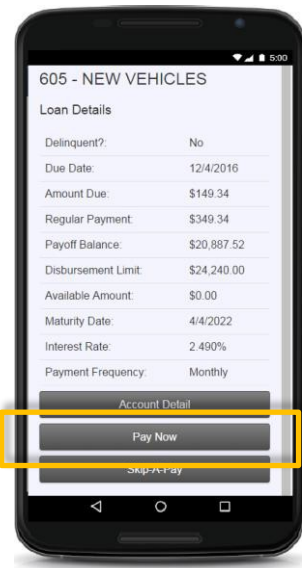 5:00
605 - NEW VEHICLES
Loan Details
Delinquent?: No
Due Date: 12/4/2016
Amount Due: $149.34
Regular Payment: $349.34
Payoff Balance: $20,887.52
Disbursement Limit: $24,240.00
Available Amount: $0.00
Maturity Date: 4/4/2022
Interest Rate: 2.490%
Payment Frequency: Monthly
Account Detail
Pay Now
Skip-A-Pay